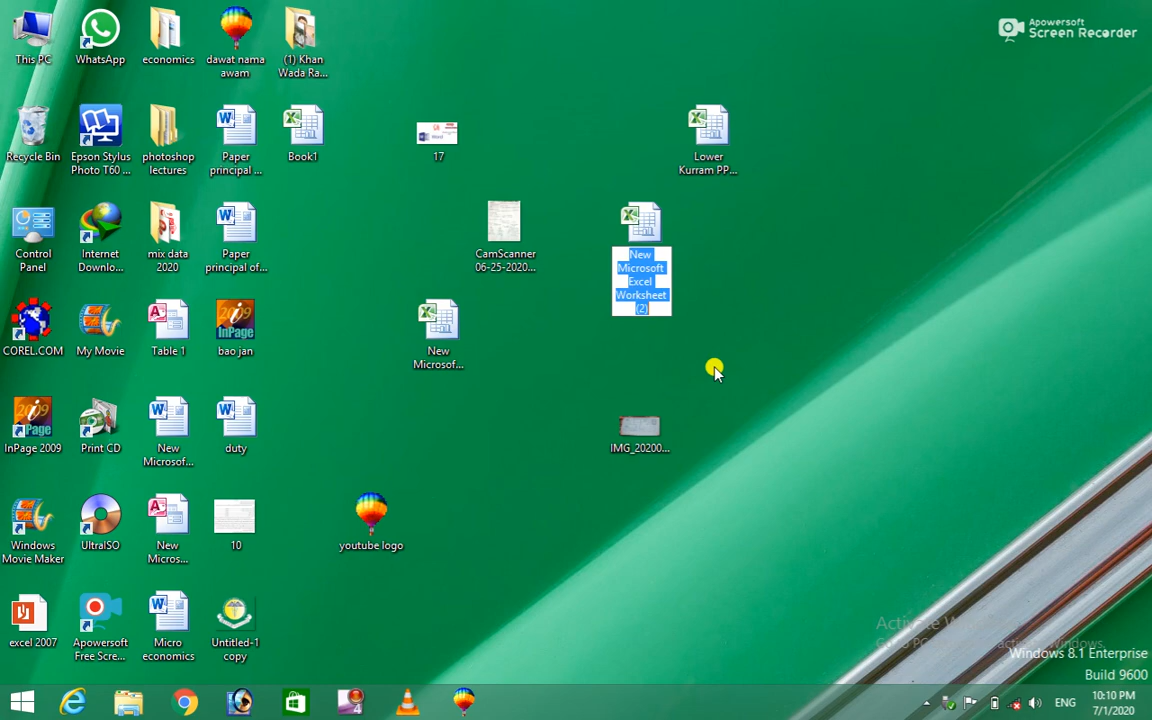 Apowersoft
Screen Recorder
This PC
WhatsApp
economics
dawat nama
awam
(1) Khan
Wada Ra...
Recycle Bin
Epson Stylus
Photo T60 ...
photoshop
lectures
Paper
principal ...
Book1
17
Lower
Kurram PP...
Control
Panel
Internet
Downlo...
mix data
2020
Paper
principal of...
CamScanner
06-25-2020...
New
Microsoft
Excel
Worksheet
(2)
COREL.COM
My Movie
Table 1
2009
InPage
bao jan
New
Microsof...
2009
InPage
InPage 2009
Print CD
New
Microsof...
duty
IMG_20200...
Windows
Movie Maker
UltraISO
New
Micros...
10
youtube logo
excel 2007
Apowersoft
Free Scre...
Micro
economics
Untitled-1
copy
Windows 8.1 Enterprise
Build 9600
ENG
10:10 PM
7/1/2020